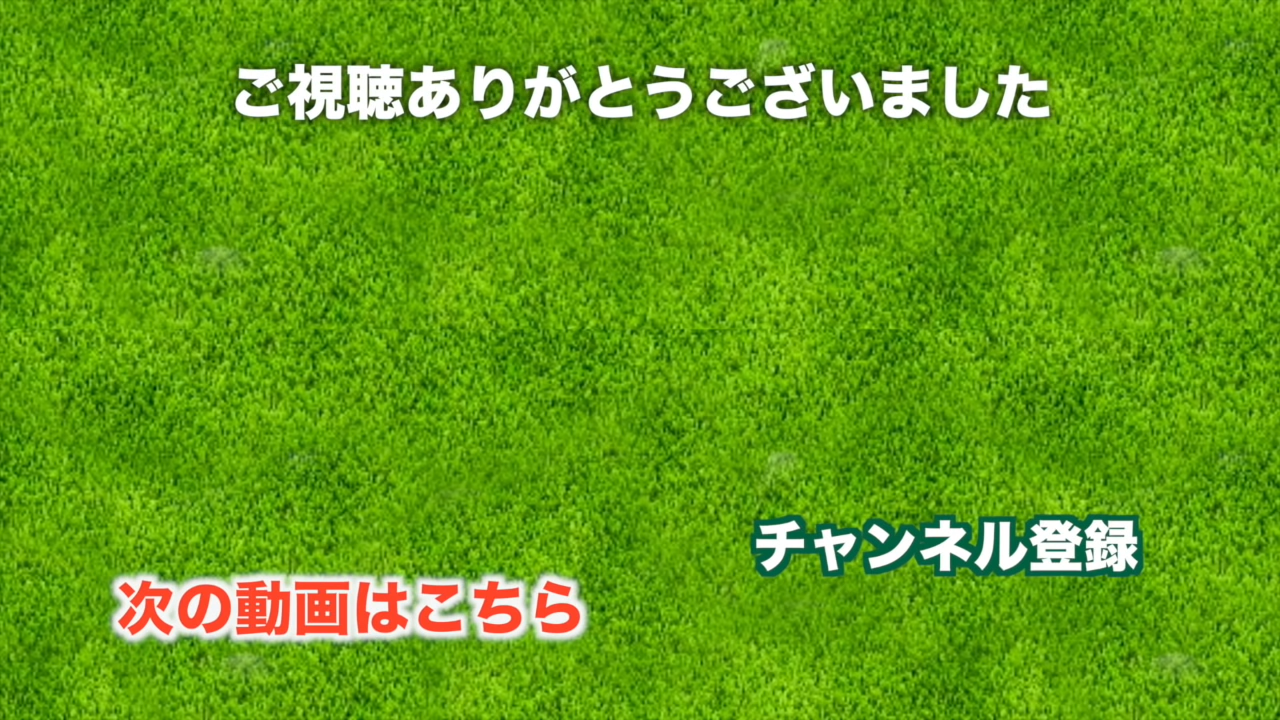 ご視聴ありがとうございました
チャンネル登録
次の動画はこちら